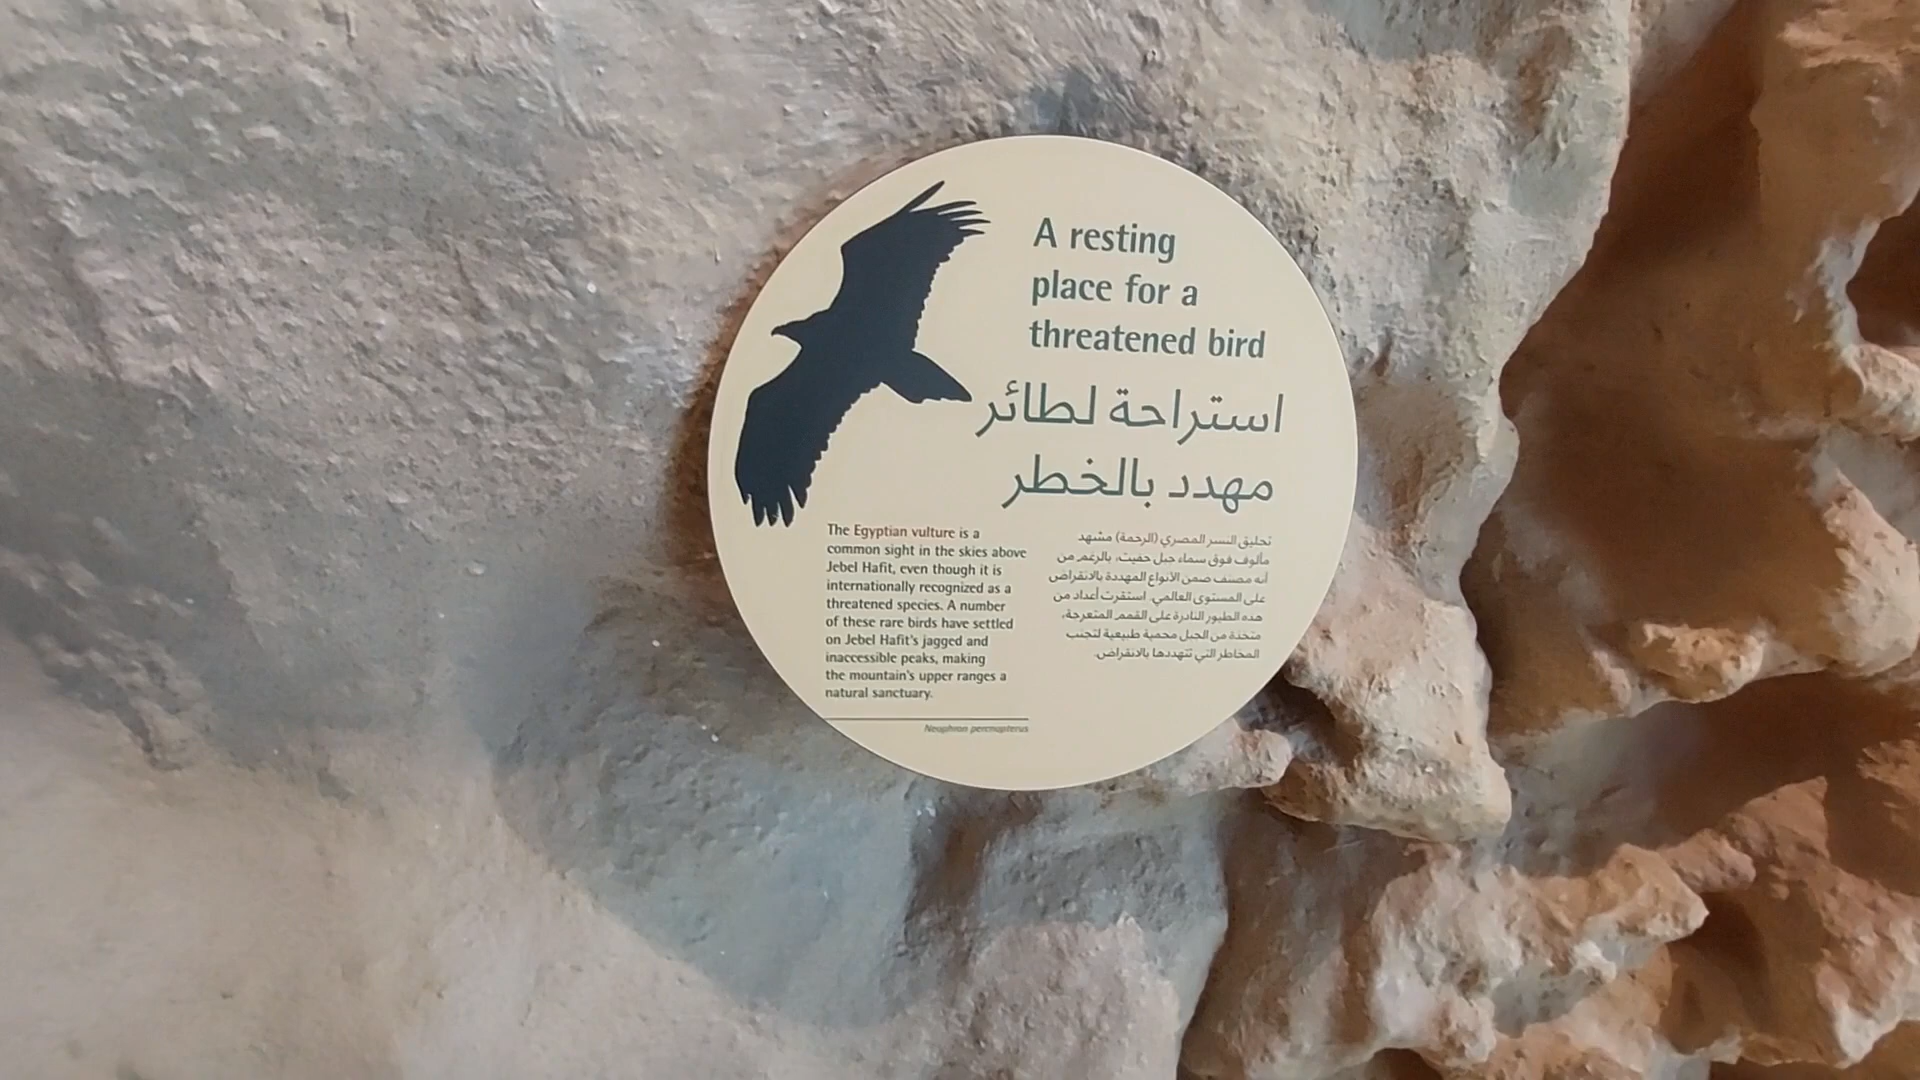 A resting
place for a
threatened bird
استراحة لطائر
مهدد بالخطر
The Egyptian vulture is a
common sight in the skies above
Jebel Hafit, even though it is
internationally recognized as a
threatened species. A number
of these rare birds have settled
on Jebel Hafit's jagged and
inaccessible peaks, making
the mountain's upper ranges a
natural sanctuary.
Neophron percnopterus
تحليق النسر المصري (الرخمة) مشهد
مألوف فوق سماء جبل حفيت، بالرغم من
أنه مصنف ضمن الأنواع المهددة بالانقراض
على المستوى العالمي. استقرت أعداد من
هذه الطيور النادرة على القمم المتعرجة،
متخذة من الجبل محمية طبيعية لتجنب
المخاطر التي تتهددها بالانقراض.